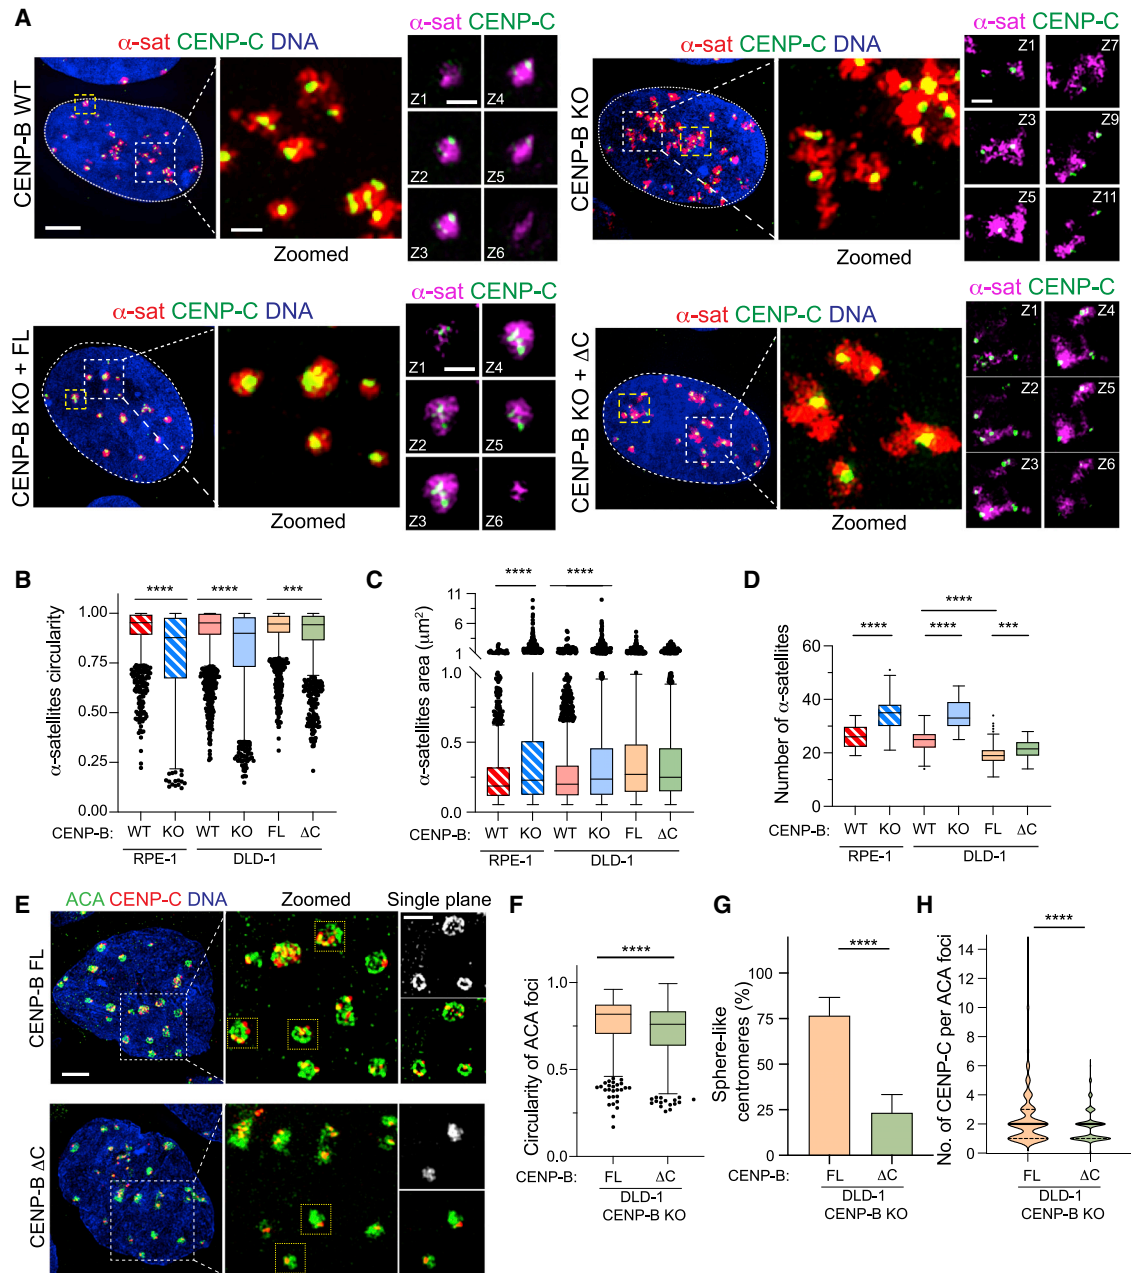 A
α-sat CENP-C DNA
α-sat CENP-C
CENP-B WT
Z1
Z4
Z2
Z5
Z3
Z6
Zoomed
α-sat CENP-C DNA
α-sat CENP-C
CENP-B KO
Z1
Z7
Z3
Z9
Z5
Z11
Zoomed
α-sat CENP-C DNA
α-sat CENP-C
CENP-B KO + FL
Z1
Z4
Z2
Z5
Z3
Z6
Zoomed
α-sat CENP-C DNA
α-sat CENP-C
CENP-B KO + ΔC
Z1
Z4
Z2
Z5
Z3
Z6
Zoomed
B
**** **** ***
α-satellites circularity
1.00
0.75
0.50
0.25
0.00
CENP-B: WT KO WT KO FL ΔC
RPE-1 DLD-1
C
**** ****
α-satellites area (μm²)
11
6
1
1.0
0.5
0.0
CENP-B: WT KO WT KO FL ΔC
RPE-1 DLD-1
D
****
**** **** ***
Number of α-satellites
60
40
20
0
CENP-B: WT KO WT KO FL ΔC
RPE-1 DLD-1
E
ACA CENP-C DNA
Zoomed
Single plane
CENP-B FL
CENP-B ΔC
F
****
Circularity of ACA foci
1.0
0.5
0.0
CENP-B: FL ΔC
DLD-1
CENP-B KO
G
****
Sphere-like
centromeres (%)
100
75
50
25
0
CENP-B: FL ΔC
DLD-1
CENP-B KO
H
****
No. of CENP-C per ACA foci
14
12
10
8
6
4
2
0
FL ΔC
DLD-1
CENP-B KO